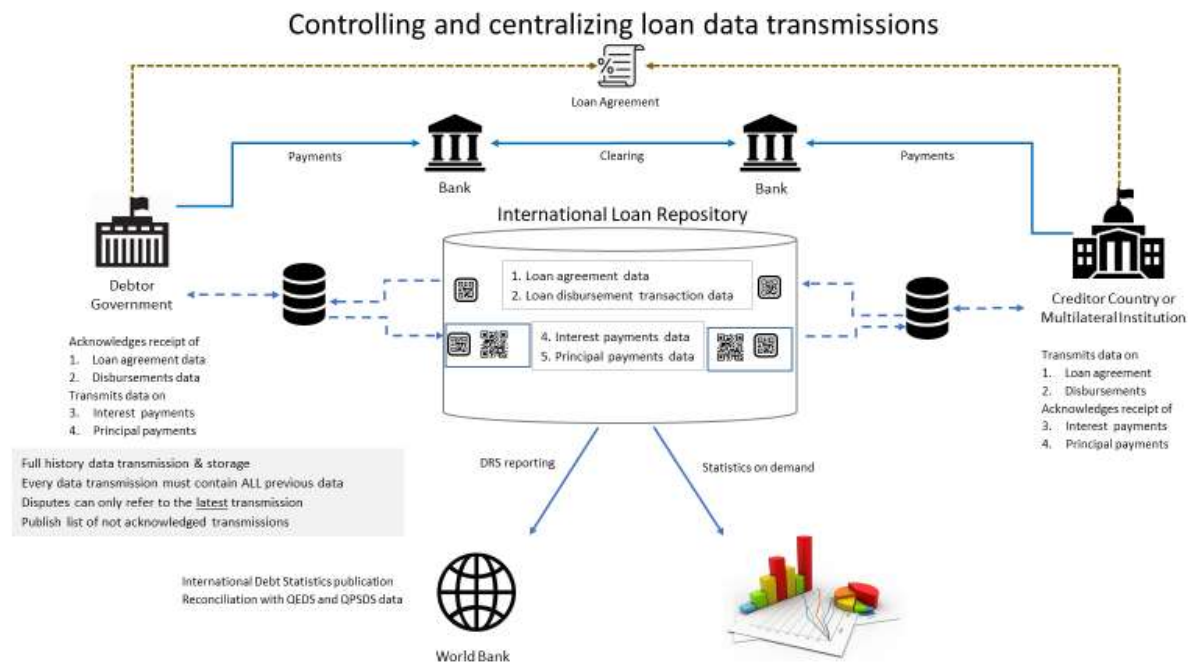 Controlling and centralizing loan data transmissions
Loan Agreement
Payments
Clearing
Payments
Bank
Bank
International Loan Repository
Debtor
Government
1. Loan agreement data
2. Loan disbursement transaction data
4. Interest payments data
5. Principal payments data
Creditor Country or
Multilateral Institution
Acknowledges receipt of
1. Loan agreement data
2. Disbursements data
Transmits data on
3. Interest payments
4. Principal payments
Transmits data on
1. Loan agreement
2. Disbursements
Acknowledges receipt of
3. Interest payments
4. Principal payments
Full history data transmission & storage
Every data transmission must contain ALL previous data
Disputes can only refer to the latest transmission
Publish list of not acknowledged transmissions
DRS reporting
Statistics on demand
International Debt Statistics publication
Reconciliation with QEDS and QPSDS data
World Bank